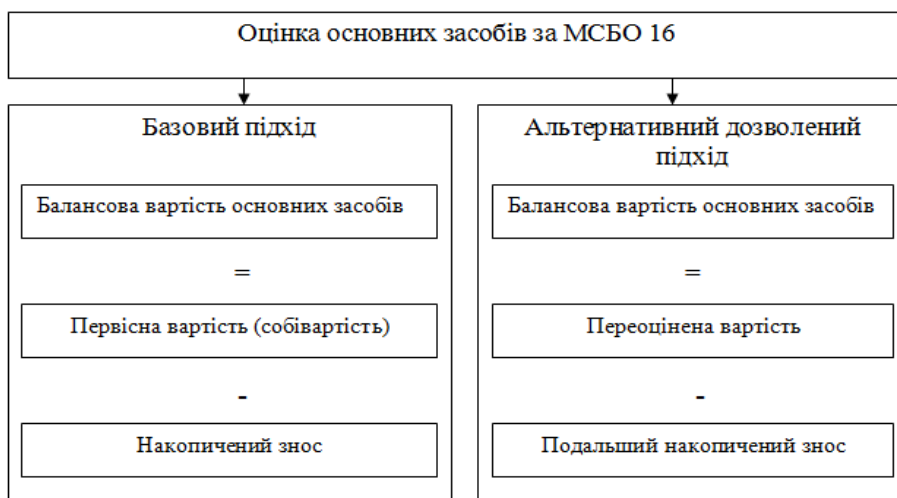 Оцінка основних засобів за МСБО 16
Базовий підхід
Балансова вартість основних засобів
=
Первісна вартість (собівартість)
-
Накопичений знос
Альтернативний дозволений
підхід
Балансова вартість основних засобів
=
Переоцінена вартість
-
Подальший накопичений знос